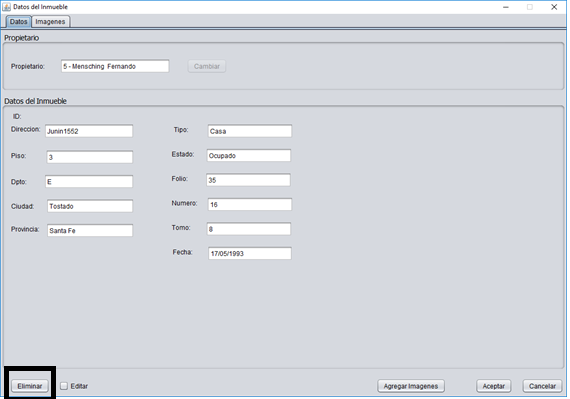 Datos del Inmueble
Datos Imagenes
Propietario
Propietario: 5 - Mensching Fernando Cambiar
Datos del Inmueble
ID:
Direccion: Junin1552 Tipo: Casa
Piso: 3 Estado: Ocupado
Dpto: E Folio: 35
Ciudad: Tostado Numero: 16
Provincia: Santa Fe Tomo: 8
Fecha: 17/05/1993
Eliminar Editar Agregar Imagenes Aceptar Cancelar